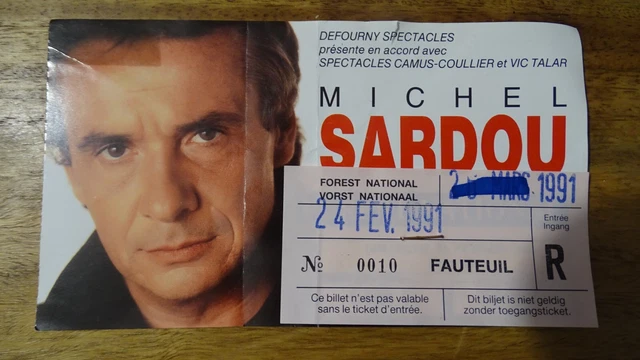 DEFOURNY SPECTACLES
présente en accord avec
SPECTACLES CAMUS-COULLIER et VIC TALAR
MICHEL
SARDOU
FOREST NATIONAL
VORST NATIONAAL
MARS 1991
24 FEV. 1991
Entrée
Ingang
R
No 0010 FAUTEUIL
Ce billet n'est pas valable
sans le ticket d'entrée.
Dit biljet is niet geldig
zonder toegangsticket.